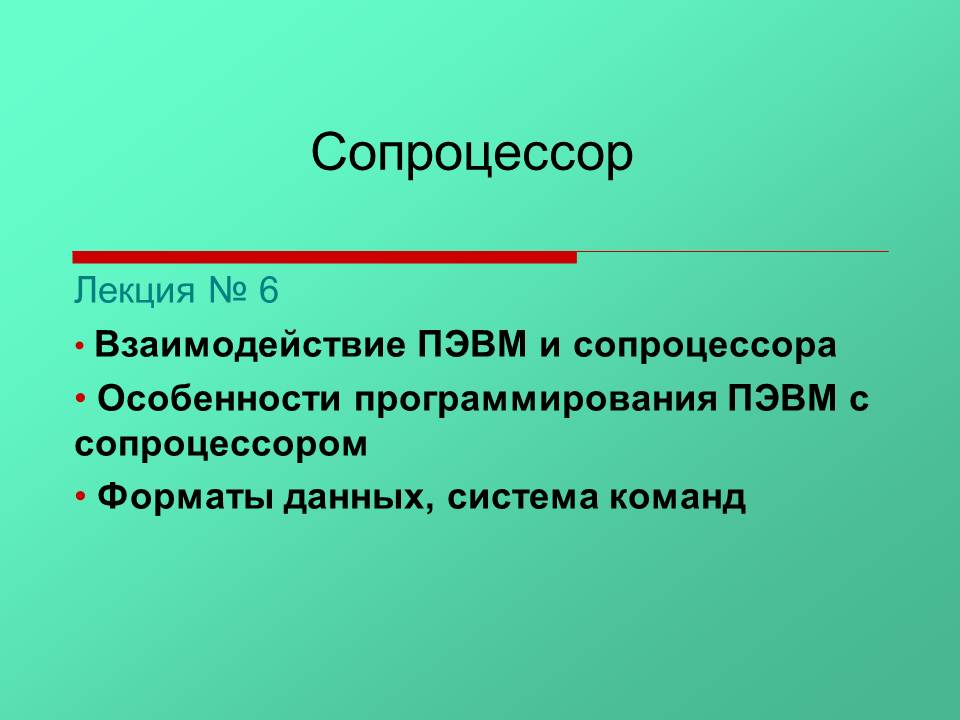 Сопроцессор
Лекция № 6
• Взаимодействие ПЭВМ и сопроцессора
• Особенности программирования ПЭВМ с
сопроцессором
• Форматы данных, система команд